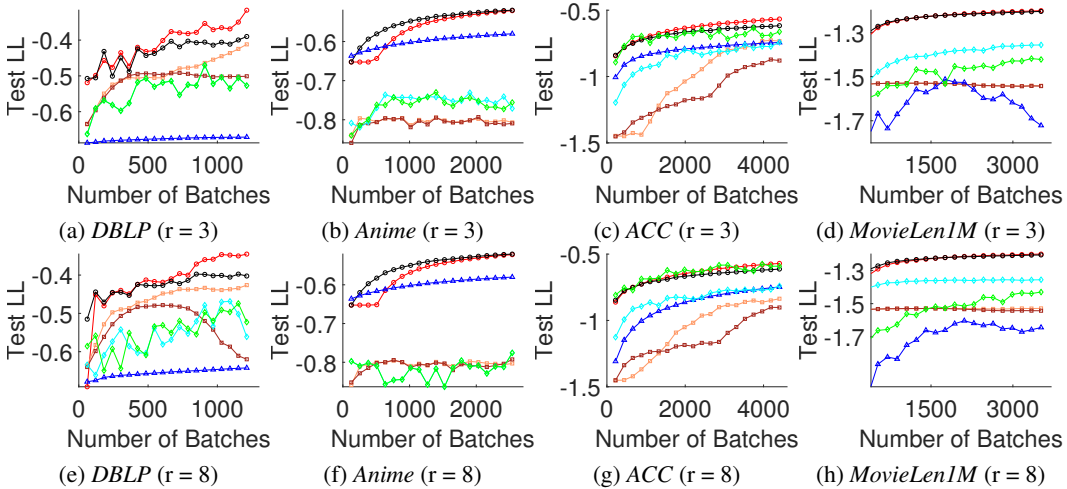 Test LL
-0.4
-0.5
-0.6
0 500 1000
Number of Batches
(a) DBLP (r = 3)
Test LL
-0.6
-0.7
-0.8
0 1000 2000
Number of Batches
(b) Anime (r = 3)
Test LL
-0.5
-1
-1.5
0 2000 4000
Number of Batches
(c) ACC (r = 3)
Test LL
-1.3
-1.5
-1.7
1500 3000
Number of Batches
(d) MovieLen1M (r = 3)
Test LL
-0.4
-0.6
0 500 1000
Number of Batches
(e) DBLP (r = 8)
Test LL
-0.6
-0.8
0 1000 2000
Number of Batches
(f) Anime (r = 8)
Test LL
-0.5
-1
-1.5
0 2000 4000
Number of Batches
(g) ACC (r = 8)
Test LL
-1.3
-1.5
-1.7
1500 3000
Number of Batches
(h) MovieLen1M (r = 8)